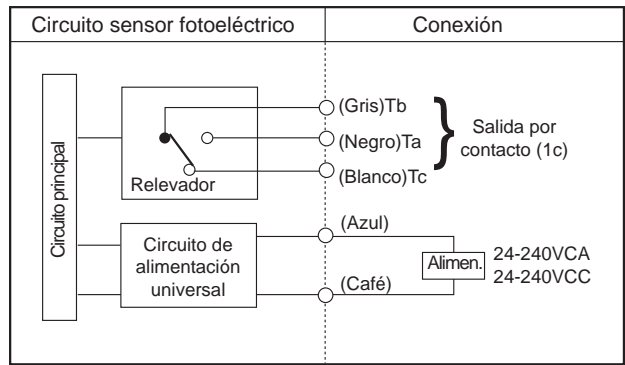 Circuito sensor fotoeléctrico
Conexión
Circuito principal
Relevador
(Gris)Tb
(Negro)Ta
(Blanco)Tc
}
Salida por
contacto (1c)
Circuito de
alimentación
universal
(Azul)
(Café)
Alimen.
24-240VCA
24-240VCC